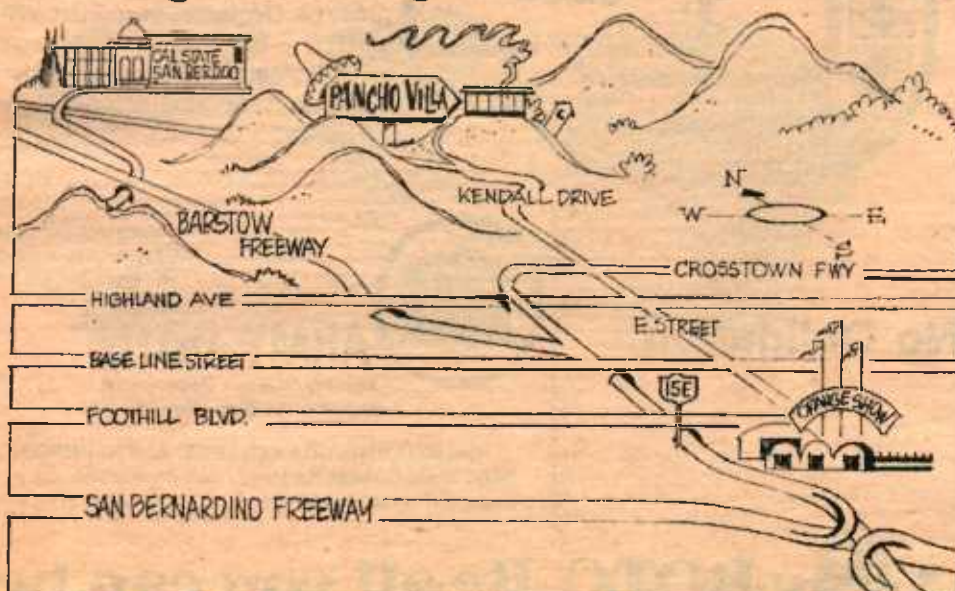 CAL STATE
SAN BERDOO
PANCHO VILLA
KENDALL DRIVE
N
W
E
S
BARSTOW
FREEWAY
CROSSTOWN FWY
HIGHLAND AVE
E. STREET
BASE LINE STREET
15E
ORANGE SHOW
FOOTHILL BLVD.
SAN BERNARDINO FREEWAY